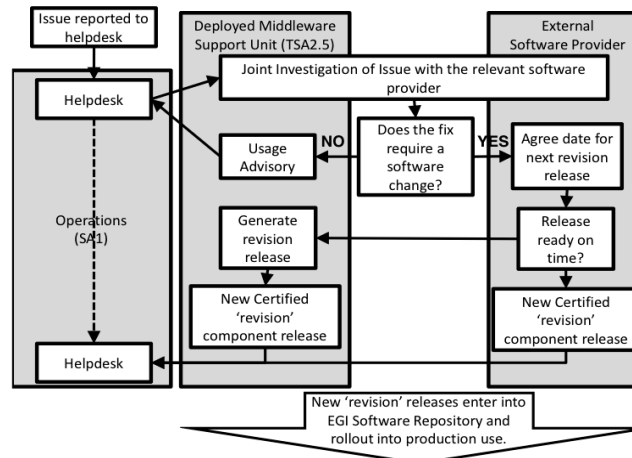 Issue reported to
helpdesk
Deployed Middleware
Support Unit (TSA2.5)
External
Software Provider
Joint Investigation of Issue with the relevant software
provider
Helpdesk
Usage
Advisory
NO
Does the fix
require a
software
change?
YES
Agree date for
next revision
release
Operations
(SA1)
Generate
revision
release
Release
ready on
time?
New Certified
‘revision’
component release
New Certified
‘revision’
component release
Helpdesk
New ‘revision’ releases enter into
EGI Software Repository and
rollout into production use.